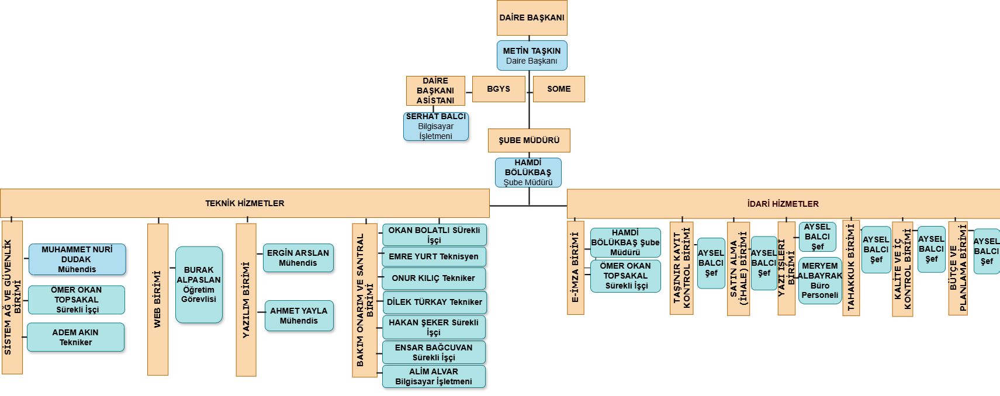 DAİRE BAŞKANI
METİN TAŞKIN
Daire Başkanı
DAİRE
BAŞKANI
ASİSTANI
BGYS
SOME
SERHAT BALCI
Bilgisayar
İşletmeni
ŞUBE MÜDÜRÜ
HAMDİ
BÖLÜKBAŞ
Şube Müdürü
TEKNİK HİZMETLER
İDARİ HİZMETLER
SİSTEM AĞ VE GÜVENLİK
BİRİMİ
MUHAMMET NURİ
DUDAK
Mühendis
ÖMER OKAN
TOPSAKAL
Sürekli İşçi
ADEM AKIN
Tekniker
WEB BİRİMİ
BURAK
ALPASLAN
Öğretim
Görevlisi
YAZILIM BİRİMİ
ERGİN ARSLAN
Mühendis
AHMET YAYLA
Mühendis
BAKIM ONARIM VE SANTRAL
BİRİMİ
OKAN BOLATLI SÜrekli
İşçi
EMRE YURT Teknisyen
ONUR KILIÇ Tekniker
DİLEK TÜRKAY Tekniker
HAKAN ŞEKER Sürekli
İşçi
ENSAR BAĞCUVAN
Sürekli İşçi
ALİM ALVAR
Bilgisayar İşletmeni
E-İMZA BİRİMİ
HAMDİ
BÖLÜKBAŞ Şube
Müdürü
ÖMER OKAN
TOPSAKAL
Sürekli İşçi
TAŞINIR KAYIT
KONTROL BİRİMİ
AYSEL
BALCI
Şef
SATIN ALMA
(İHALE) BİRİMİ
AYSEL
BALCI
Şef
YAZI İŞLERİ
BİRİMİ
AYSEL
BALCI
Şef
MERYEM
ALBAYRAK
Büro
Personeli
TAHAKKUK BİRİMİ
AYSEL
BALCI
Şef
KALİTE VE İÇ
KONTROL BİRİMİ
AYSEL
BALCI
Şef
BÜTÇE VE
PLANLAMA BİRİMİ
AYSEL
BALCI
Şef